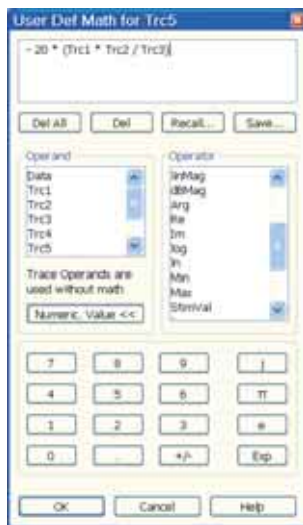 User Def Math for Trc5
- 20 * (Trc1 * Trc2 / Trc3)
Del All Del Recall... Save...
Operand
Data
Trc1
Trc2
Trc3
Trc4
Trc5
Operator
linMag
dBMag
Arg
Re
Im
log
ln
Min
Max
StimVal
Trace Operands are
used without math
Numeric. Value <<
7 8 9 j
4 5 6 π
1 2 3 e
0 . +/- Exp
OK Cancel Help